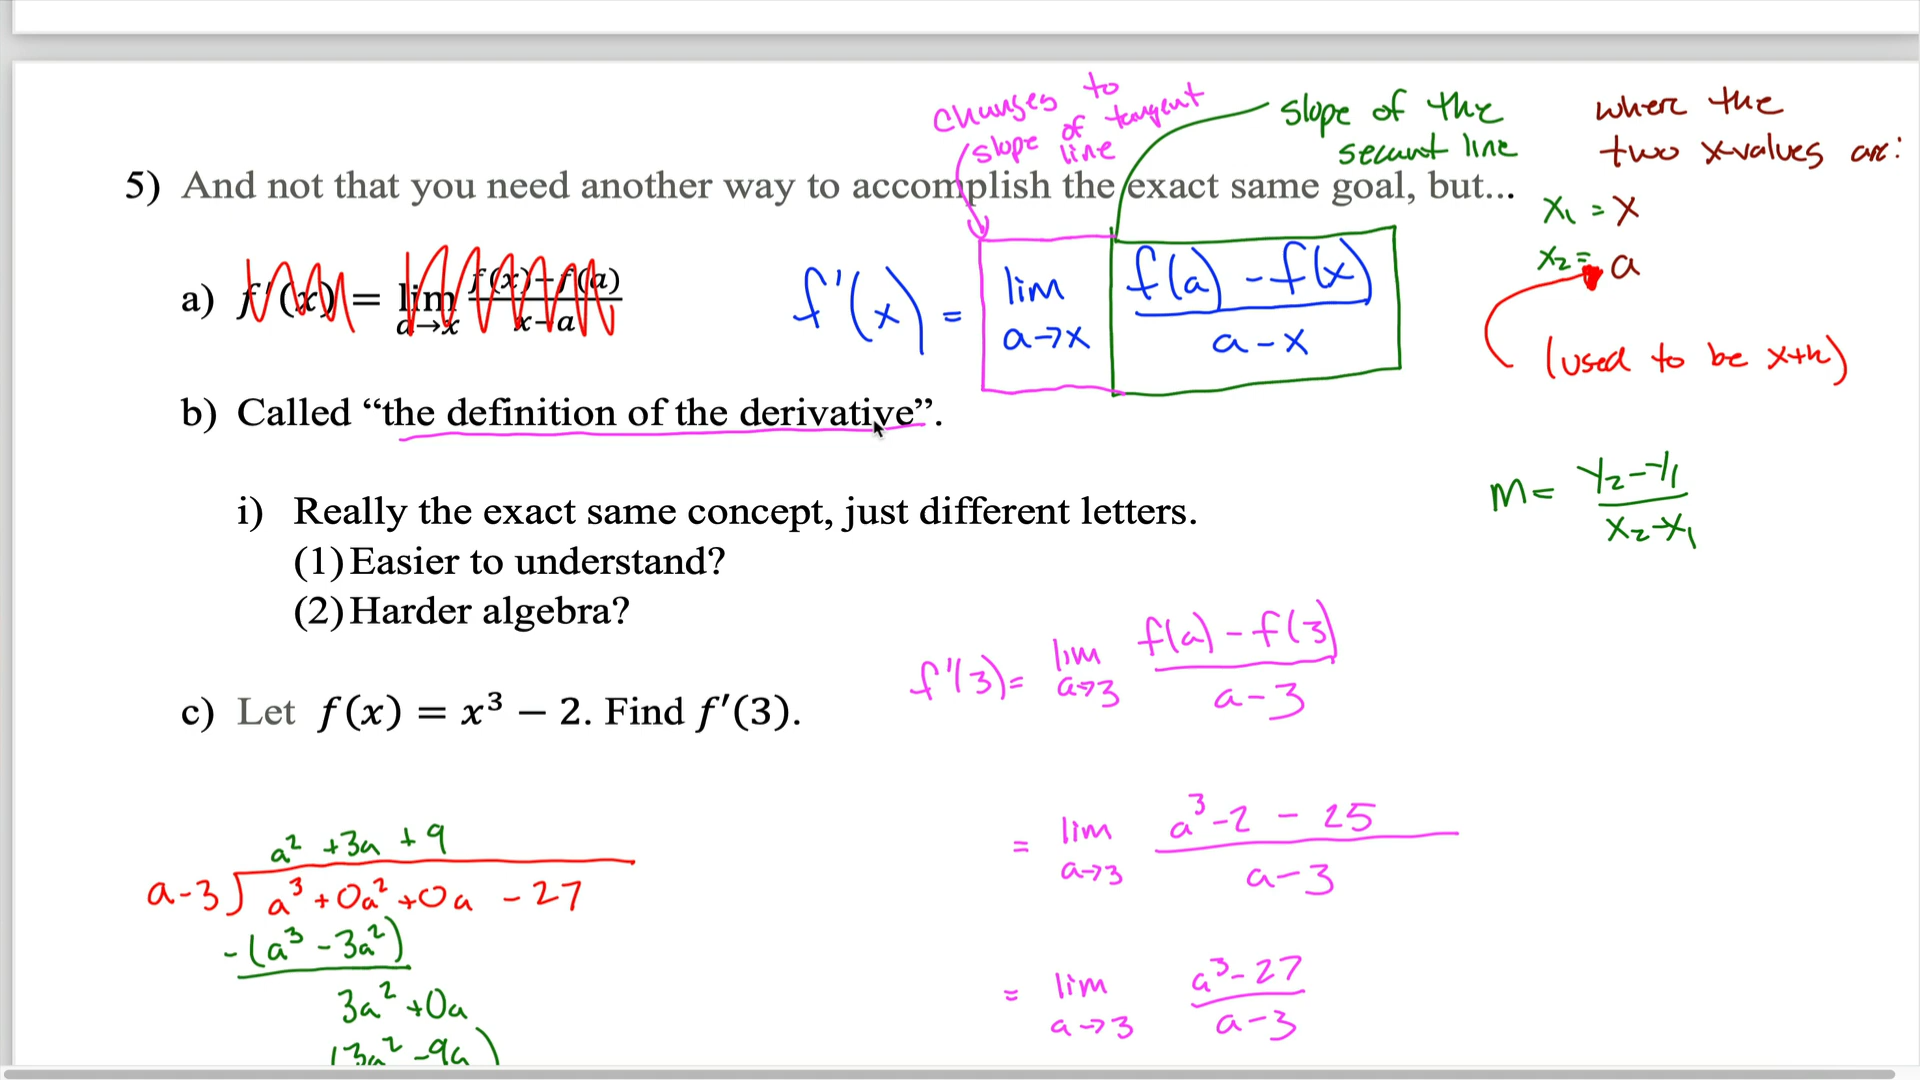 changes to
slope of tangent
line
slope of the
secant line
where the
two x-values are:
5) And not that you need another way to accomplish the exact same goal, but...
x₁ = x
x₂ = a
(used to be x+h)
a) f'(x) = lim a→x (f(x)−f(a))/(x−a)
f'(x) = lim a→x (f(a) - f(x))/(a - x)
b) Called “the definition of the derivative”.
m = (y₂-y₁)/(x₂-x₁)
i) Really the exact same concept, just different letters.
(1) Easier to understand?
(2) Harder algebra?
f'(3) = lim a→3 (f(a) - f(3))/(a - 3)
c) Let f(x) = x³ − 2. Find f′(3).
= lim a→3 (a³ - 2 - 25)/(a - 3)
a² + 3a + 9
a-3) a³ + 0a² + 0a - 27
-(a³ - 3a²)
3a² + 0a
(3a² - 9a)
= lim a→3 (a³ - 27)/(a - 3)